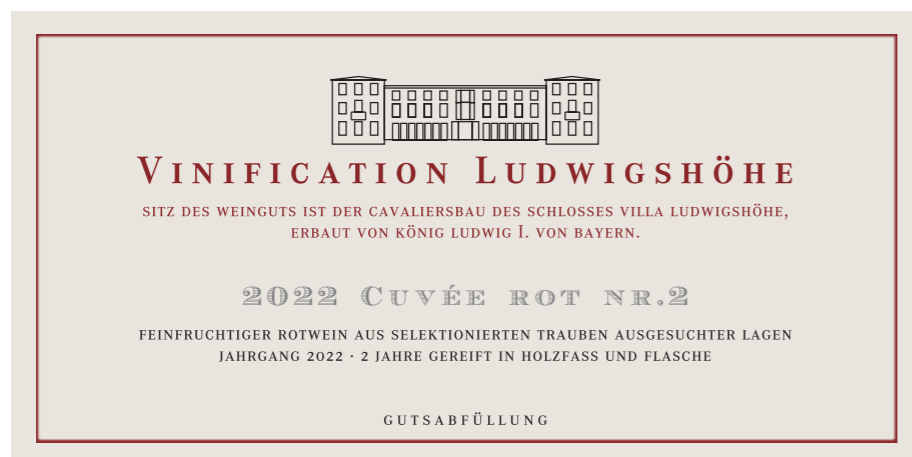 Vinification Ludwigshöhe
sitz des weinguts ist der cavaliersbau des schlosses villa ludwigshöhe,
erbaut von könig ludwig I. von bayern.
2022 Cuvée rot nr.2
feinfruchtiger rotwein aus selektionierten trauben ausgesuchter lagen
jahrgang 2022 · 2 jahre gereift in holzfass und flasche
gutsabfüllung